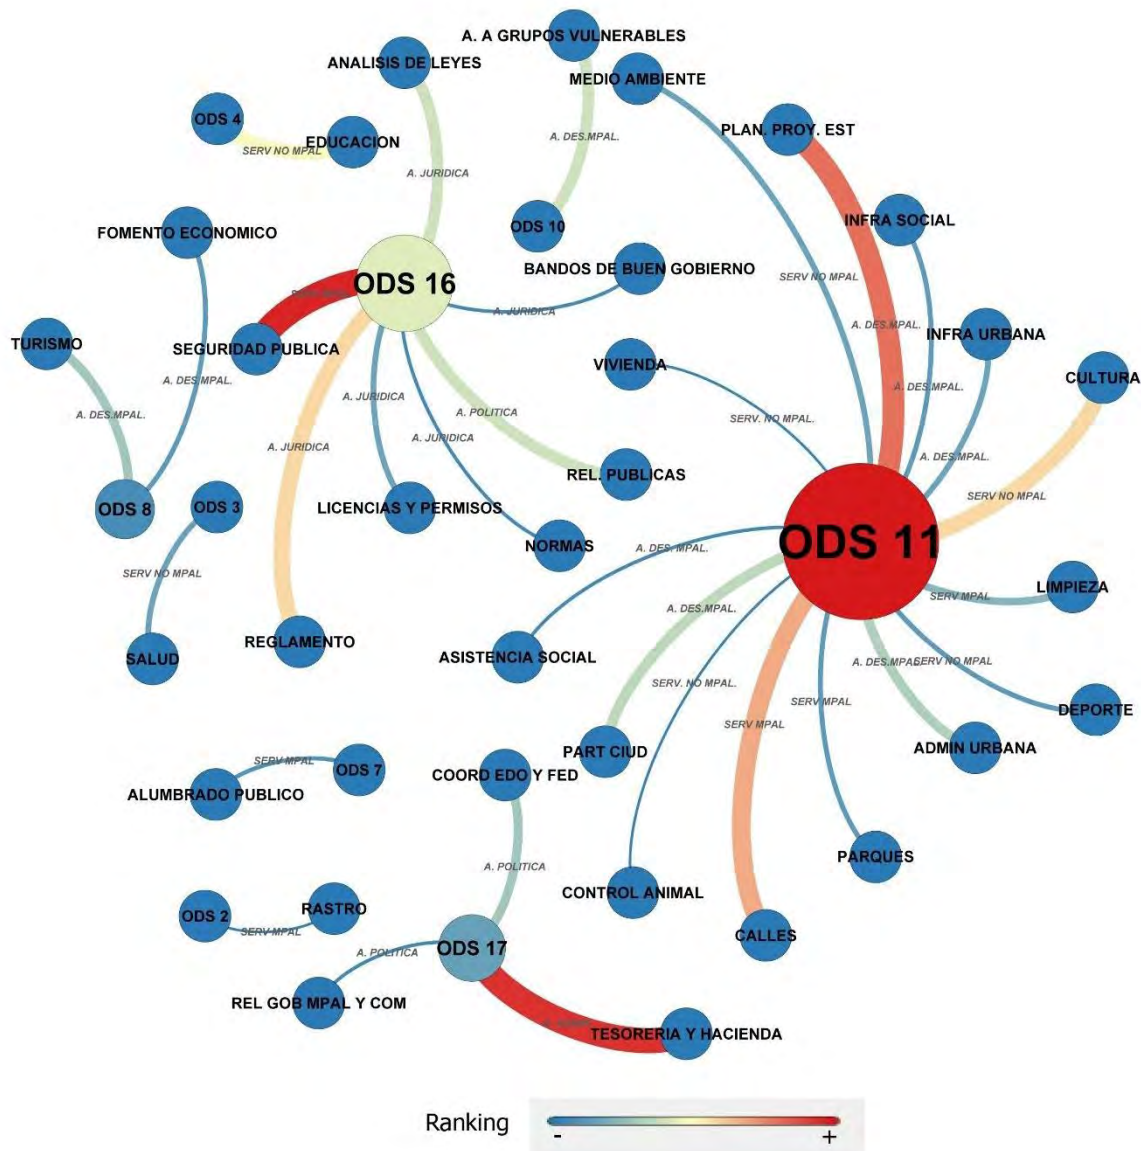 A. A GRUPOS VULNERABLES
ANALISIS DE LEYES
MEDIO AMBIENTE
ODS 4
EDUCACION
SERV NO MPAL
A. DES.MPAL.
PLAN. PROY. EST
A. JURIDICA
FOMENTO ECONOMICO
ODS 10
INFRA SOCIAL
BANDOS DE BUEN GOBIERNO
SERV NO MPAL
ODS 16
A. JURIDICA
A. DES.MPAL.
INFRA URBANA
TURISMO
SEGURIDAD PUBLICA
VIVIENDA
CULTURA
A. DES.MPAL.
A. JURIDICA
A. DES.MPAL.
A. DES.MPAL.
A. POLITICA
SERV. NO MPAL.
A. JURIDICA
A. JURIDICA
A. DES.MPAL.
SERV NO MPAL
REL. PUBLICAS
ODS 8
ODS 3
LICENCIAS Y PERMISOS
NORMAS
ODS 11
A. DES. MPAL.
SERV NO MPAL
LIMPIEZA
SERV MPAL
A. DES.MPAL.
REGLAMENTO
SALUD
ASISTENCIA SOCIAL
A. DES.MPAL.
SERV NO MPAL
SERV. NO MPAL.
SERV MPAL
DEPORTE
PART CIUD
SERV MPAL
ADMIN URBANA
SERV MPAL
ODS 7
COORD EDO Y FED
ALUMBRADO PUBLICO
PARQUES
A. POLITICA
CONTROL ANIMAL
ODS 2
RASTRO
SERV MPAL
CALLES
ODS 17
A. POLITICA
REL GOB MPAL Y COM
TESORERIA Y HACIENDA
Ranking
- +